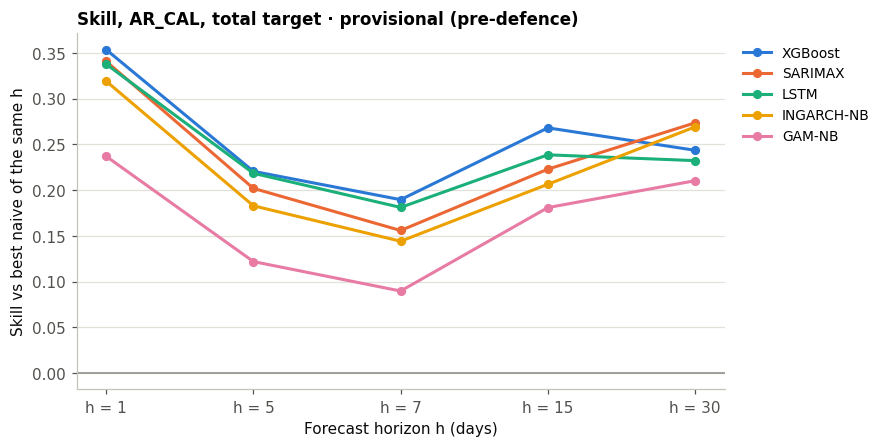 Skill, AR_CAL, total target · provisional (pre-defence)
Skill vs best naive of the same h
0.35
0.30
0.25
0.20
0.15
0.10
0.05
0.00
h = 1
h = 5
h = 7
h = 15
h = 30
Forecast horizon h (days)
XGBoost
SARIMAX
LSTM
INGARCH-NB
GAM-NB